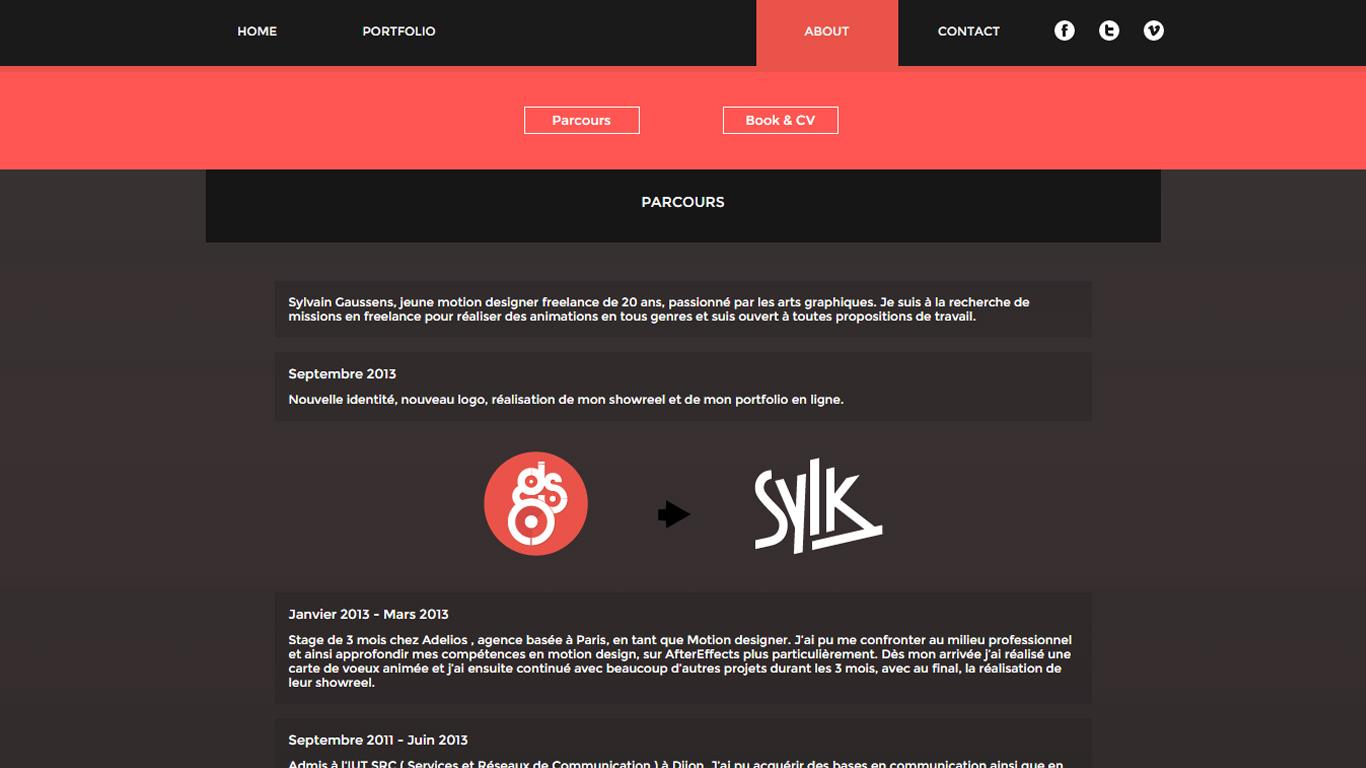 HOME PORTFOLIO ABOUT CONTACT
Parcours Book & CV
PARCOURS
Sylvain Gaussens, jeune motion designer freelance de 20 ans, passionné par les arts graphiques. Je suis à la recherche de
missions en freelance pour réaliser des animations en tous genres et suis ouvert à toutes propositions de travail.
Septembre 2013
Nouvelle identité, nouveau logo, réalisation de mon showreel et de mon portfolio en ligne.
Sylk
Janvier 2013 - Mars 2013
Stage de 3 mois chez Adelios , agence basée à Paris, en tant que Motion designer. J'ai pu me confronter au milieu professionnel
et ainsi approfondir mes compétences en motion design, sur AfterEffects plus particulièrement. Dès mon arrivée j'ai réalisé une
carte de voeux animée et j'ai ensuite continué avec beaucoup d'autres projets durant les 3 mois, avec au final, la réalisation de
leur showreel.
Septembre 2011 - Juin 2013
Admis à l'IUT SRC ( Services et Réseaux de Communication ) à Dijon. J'ai pu acquérir des bases en communication ainsi que en